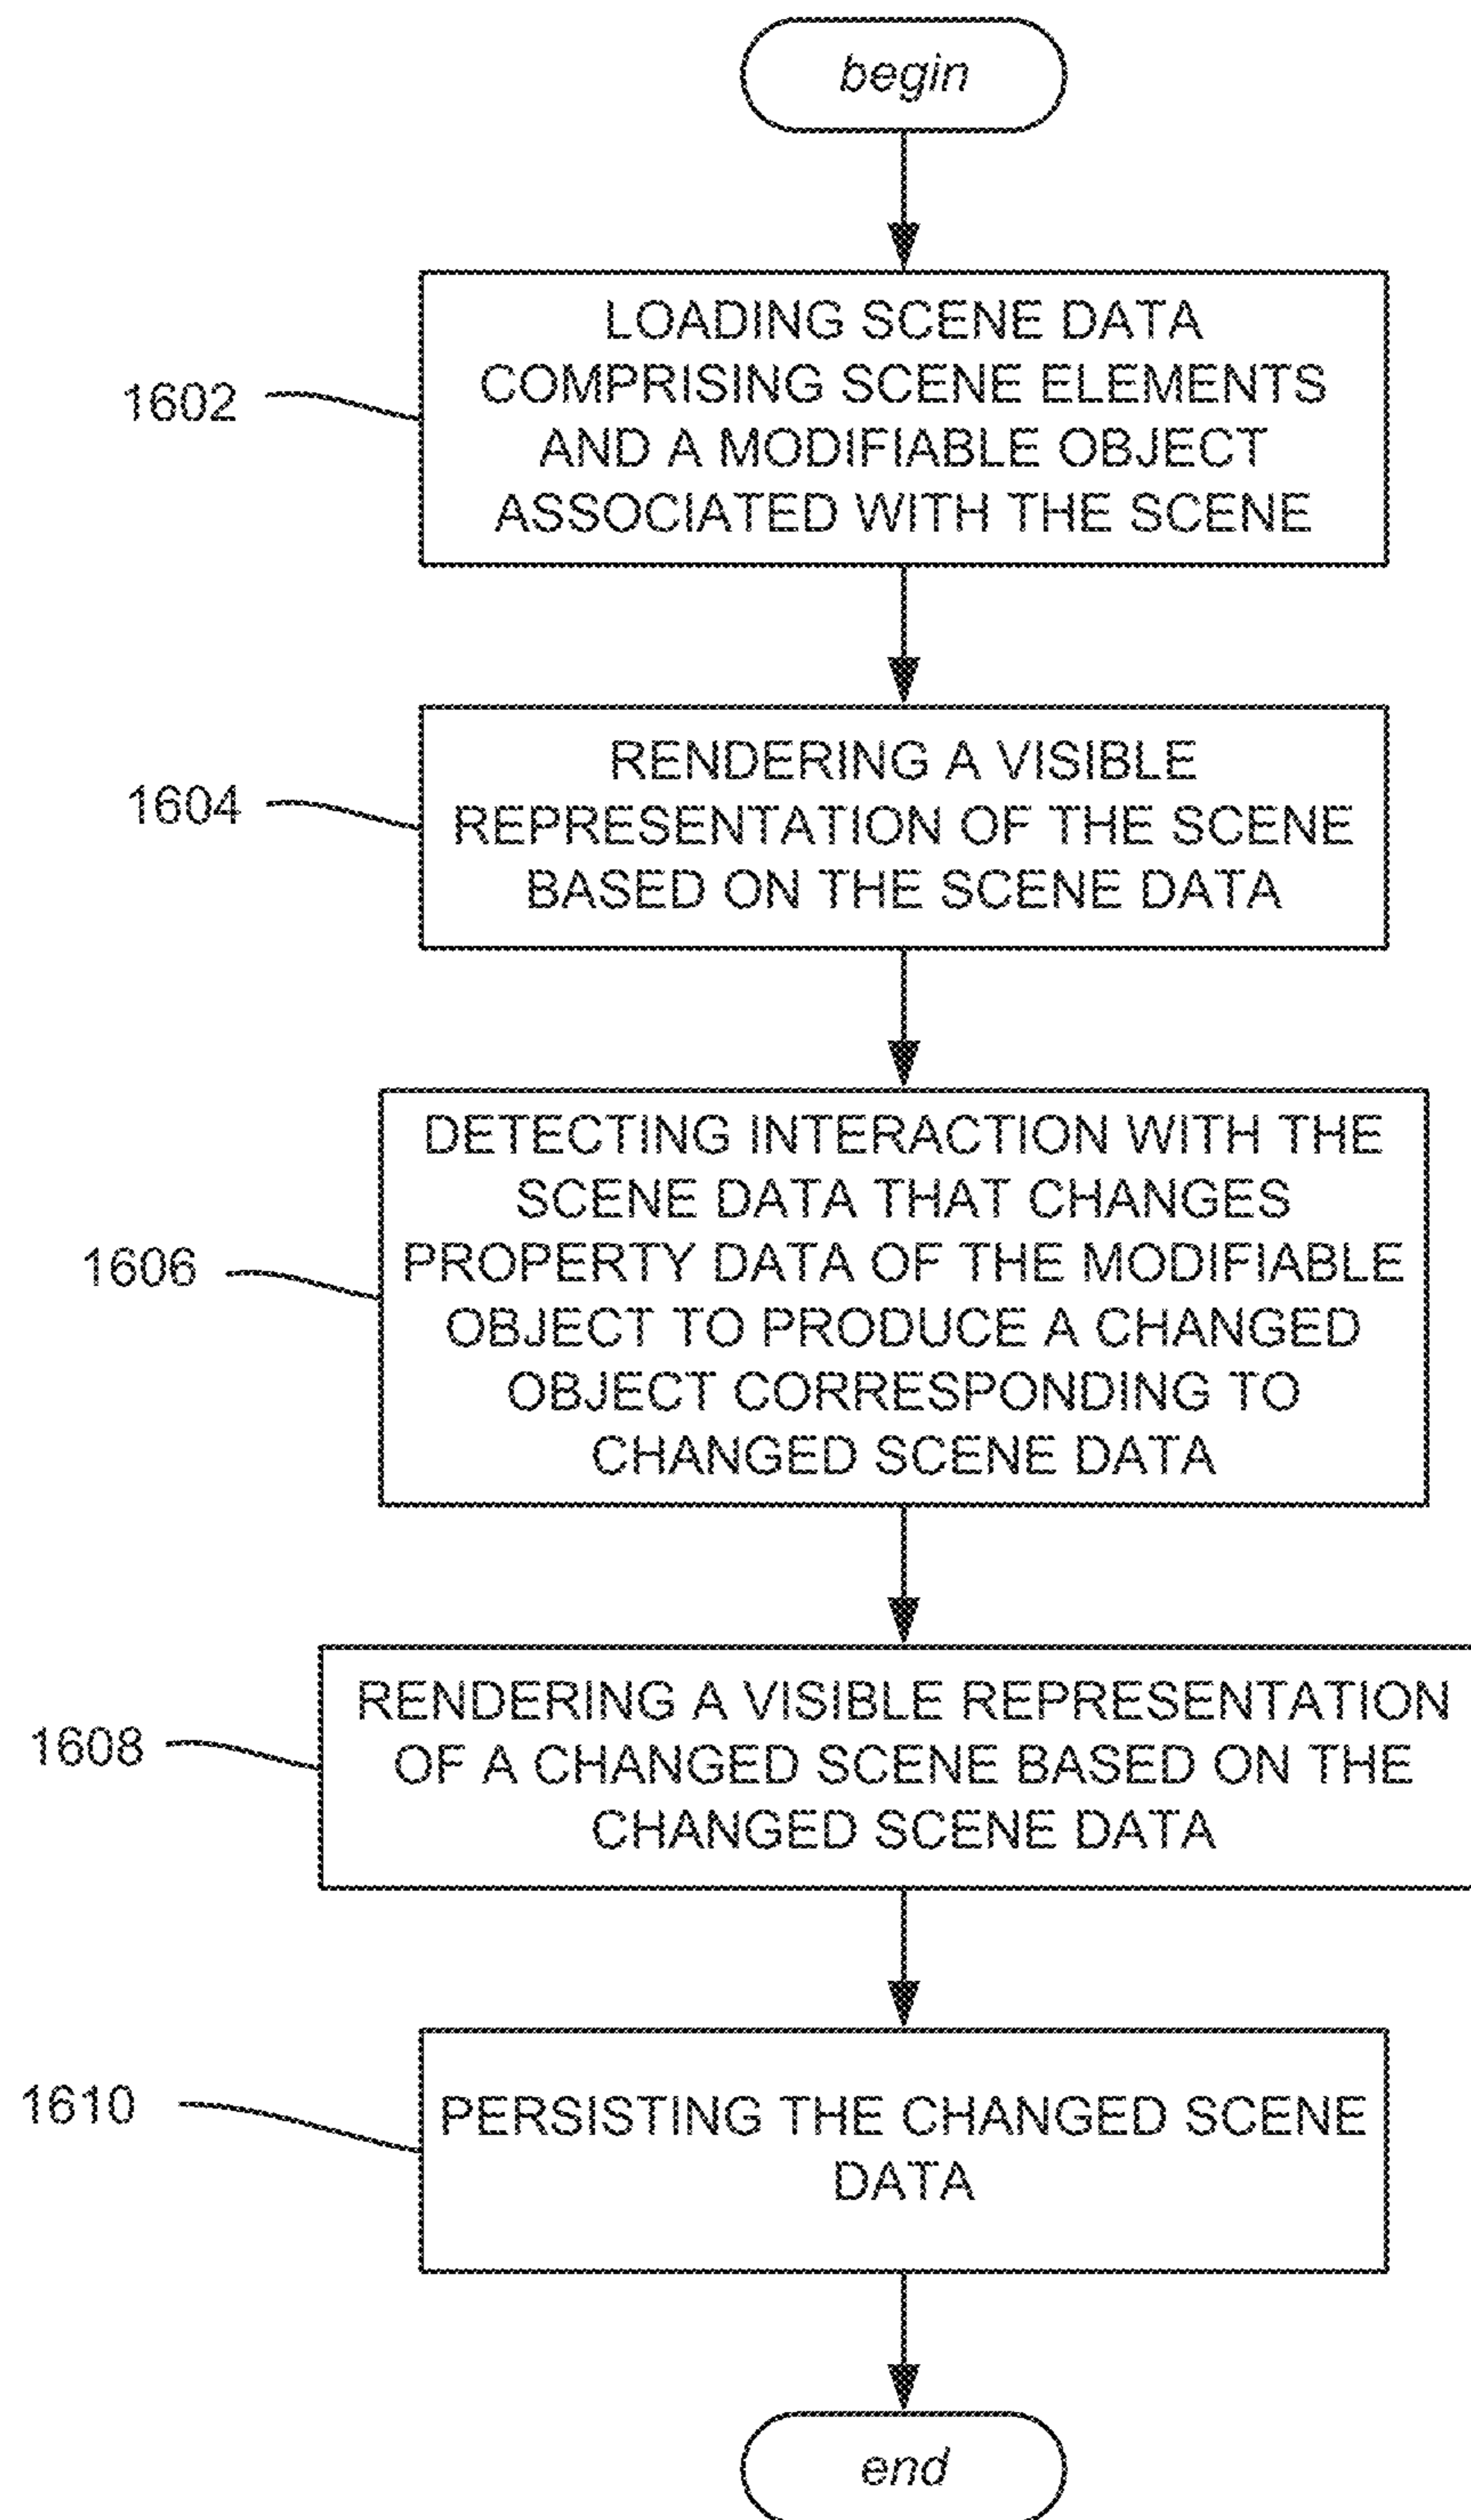 begin
1602
LOADING SCENE DATA
COMPRISING SCENE ELEMENTS
AND A MODIFIABLE OBJECT
ASSOCIATED WITH THE SCENE
1604
RENDERING A VISIBLE
REPRESENTATION OF THE SCENE
BASED ON THE SCENE DATA
1606
DETECTING INTERACTION WITH THE
SCENE DATA THAT CHANGES
PROPERTY DATA OF THE MODIFIABLE
OBJECT TO PRODUCE A CHANGED
OBJECT CORRESPONDING TO
CHANGED SCENE DATA
1608
RENDERING A VISIBLE REPRESENTATION
OF A CHANGED SCENE BASED ON THE
CHANGED SCENE DATA
1610
PERSISTING THE CHANGED SCENE
DATA
end